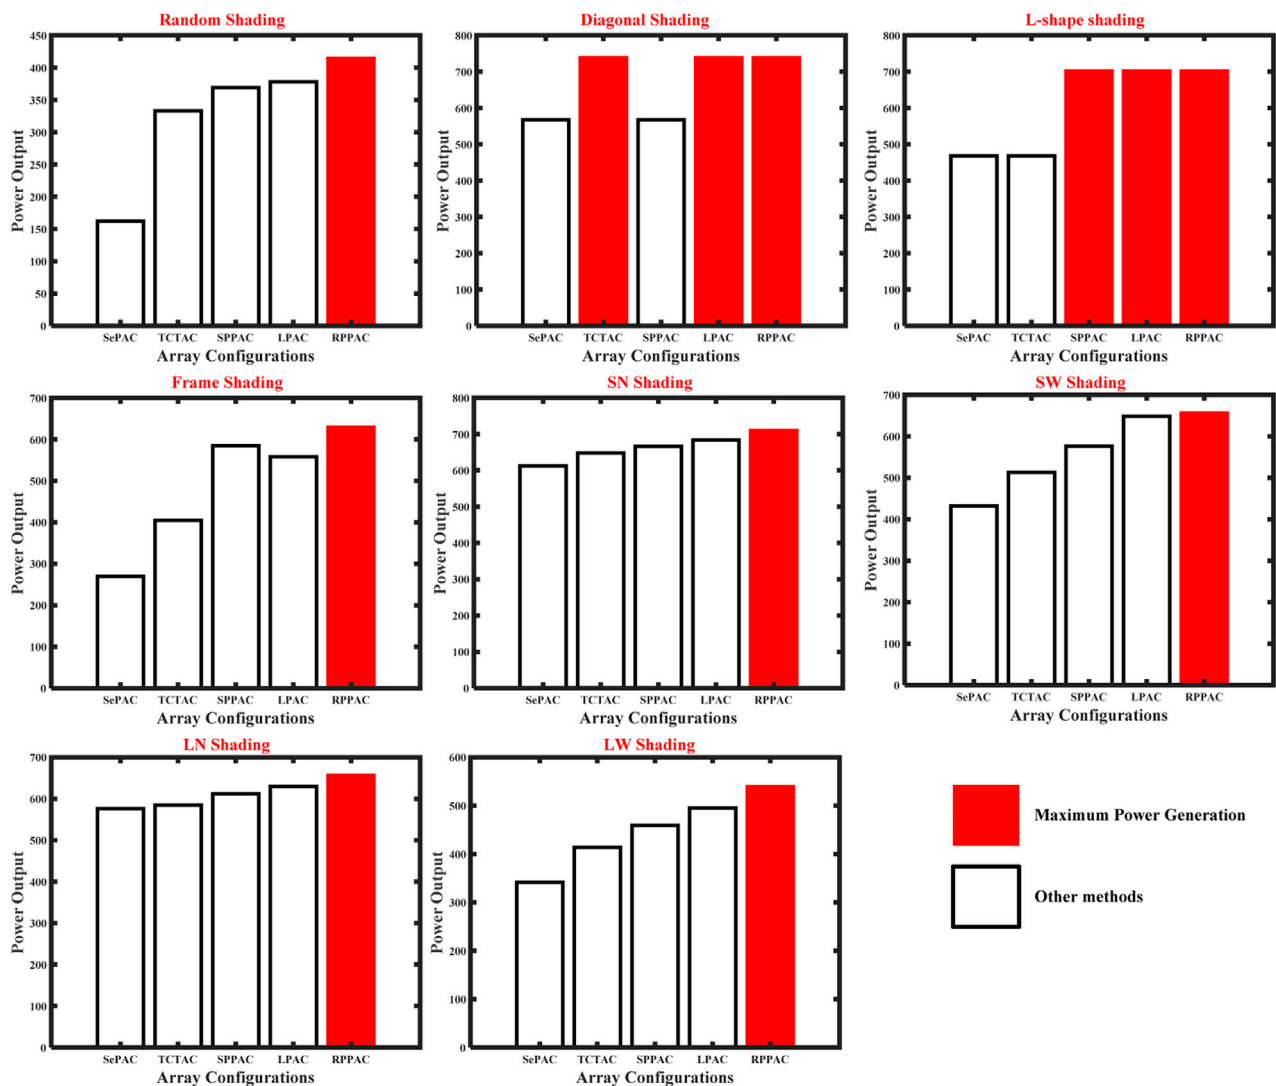 Random Shading
450
400
350
300
250
200
150
100
50
0
Power Output
SePAC TCTAC SPPAC LPAC RPPAC
Array Configurations
Diagonal Shading
800
700
600
500
400
300
200
100
0
Power Output
SePAC TCTAC SPPAC LPAC RPPAC
Array Configurations
L-shape shading
800
700
600
500
400
300
200
100
0
Power Output
SePAC TCTAC SPPAC LPAC RPPAC
Array Configurations
Frame Shading
700
600
500
400
300
200
100
0
Power Output
SePAC TCTAC SPPAC LPAC RPPAC
Array Configurations
SN Shading
800
700
600
500
400
300
200
100
0
Power Output
SePAC TCTAC SPPAC LPAC RPPAC
Array Configurations
SW Shading
700
600
500
400
300
200
100
0
Power Output
SePAC TCTAC SPPAC LPAC RPPAC
Array Configurations
LN Shading
700
600
500
400
300
200
100
0
Power Output
SePAC TCTAC SPPAC LPAC RPPAC
Array Configurations
LW Shading
600
500
400
300
200
100
0
Power Output
SePAC TCTAC SPPAC LPAC RPPAC
Array Configurations
Maximum Power Generation
Other methods